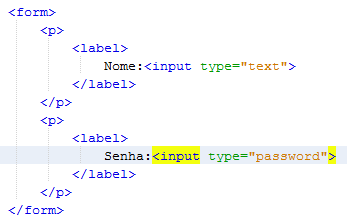 <form>
<p>
<label>
Nome:<input type="text">
</label>
</p>
<p>
<label>
Senha:<input type="password">
</label>
</p>
</form>